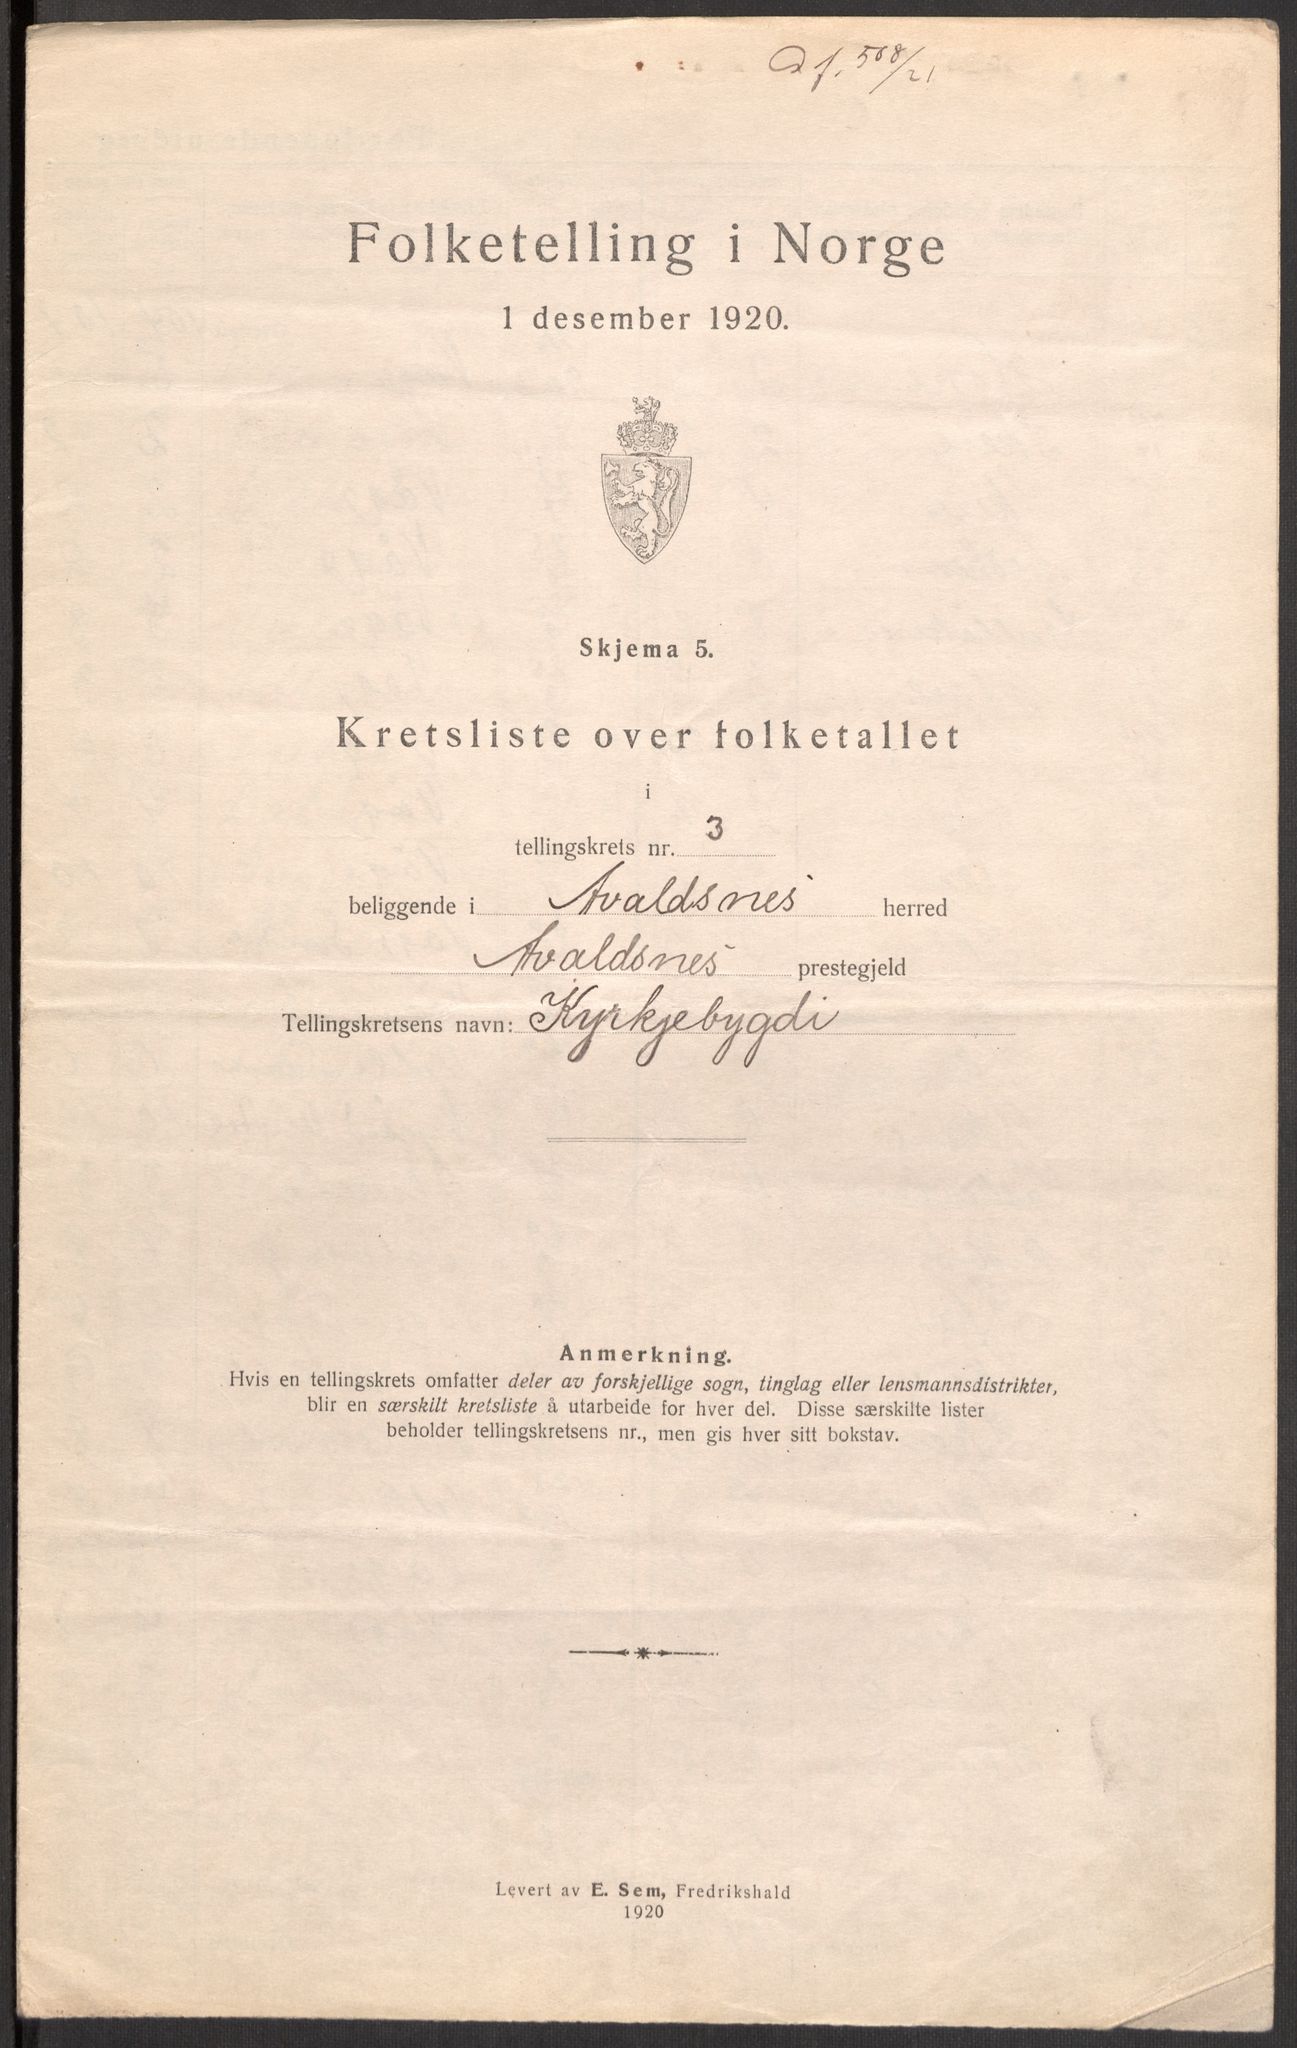 Folketelling i Norge
1 desember 1920.
Skjema 5.
Kretsliste over folketallet
i
tellingskrets nr. 3
beliggende i Avaldsnes herred
Avaldsnes prestegjeld
Tellingskretsens navn: Kyrkjebygdi
Anmerkning.
Hvis en tellingskrets omfatter deler av forskjellige sogn, tinglag eller lensmannsdistrikter,
blir en særskilt kretsliste å utarbeide for hver del. Disse særskilte lister
beholder tellingskretsens nr., men gis hver sitt bokstav.
Levert av E. Sem, Fredrikshald
1920